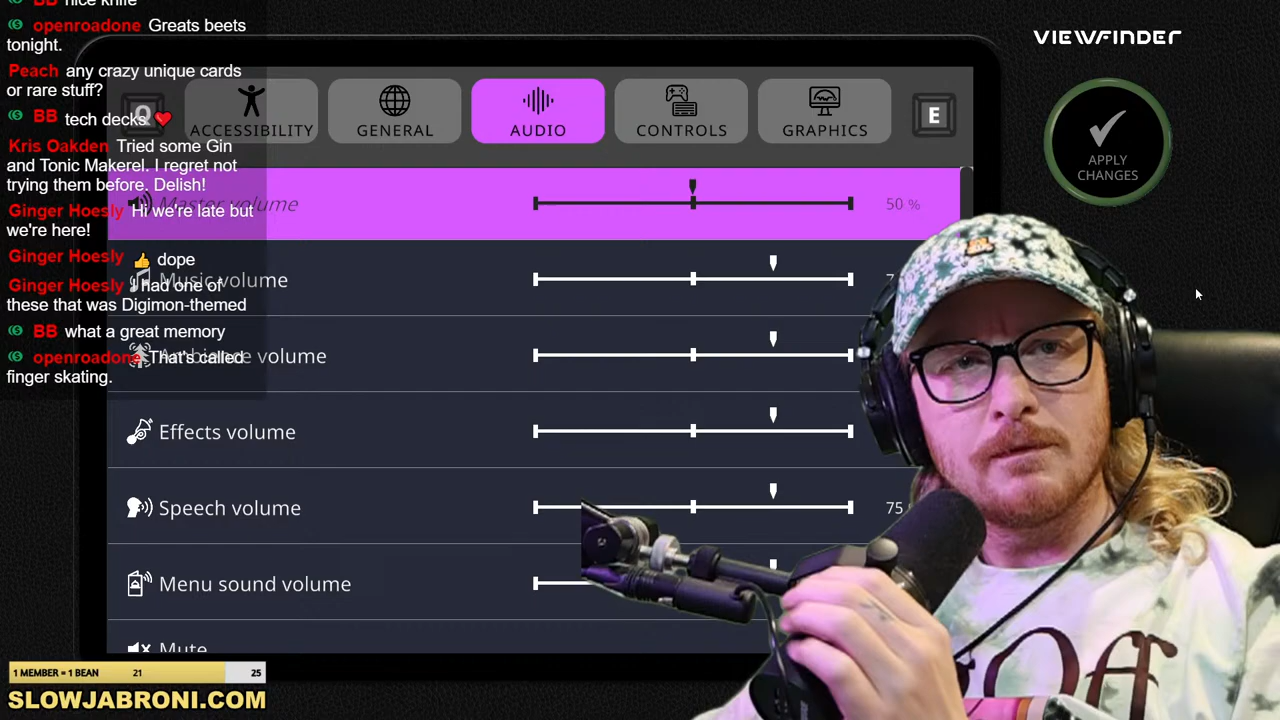 BB nice knife
openroadone Greats beets
tonight.
Peach any crazy unique cards
or rare stuff?
BB tech decks ❤️
Kris Oakden Tried some Gin
and Tonic Makerel. I regret not
trying them before. Delish!
Ginger Hoesly Hi we're late but
we're here!
Ginger Hoesly 👍 dope
Ginger Hoesly I had one of
these that was Digimon-themed
BB what a great memory
openroadone That's called
finger skating.
VIEWFINDER
Q
ACCESSIBILITY
GENERAL
AUDIO
CONTROLS
GRAPHICS
E
APPLY
CHANGES
Master volume
50 %
Music volume
Ambiance volume
Effects volume
Speech volume
75
Menu sound volume
Mute
Off
1 MEMBER = 1 BEAN 21 25
SLOWJABRONI.COM